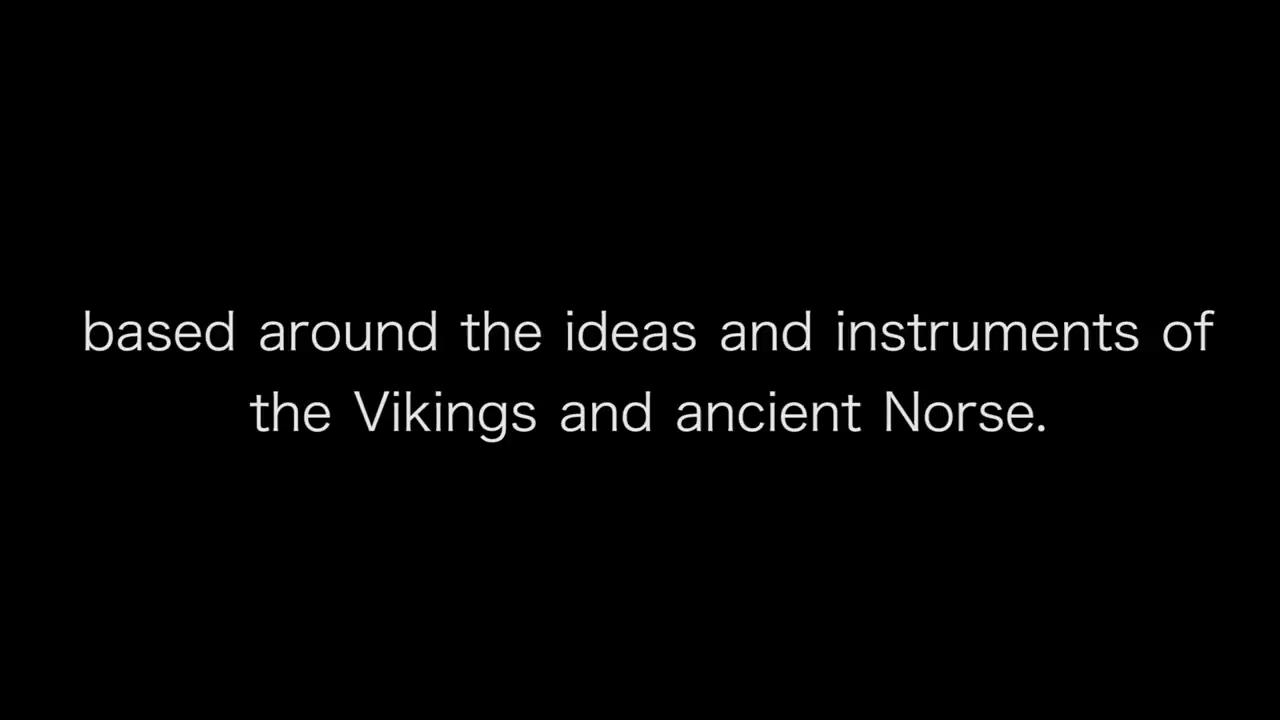 based around the ideas and instruments of
the Vikings and ancient Norse.